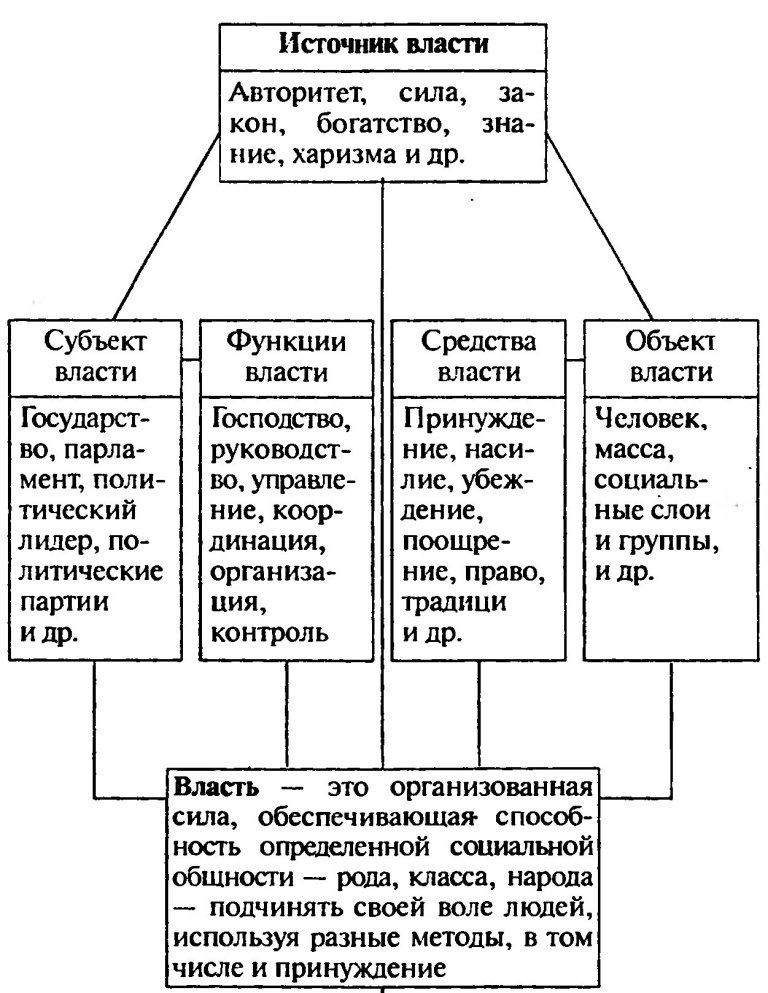 Источник власти
Авторитет, сила, за-
кон, богатство, зна-
ние, харизма и др.
Субъект
власти
Государст-
во, парла-
мент, поли-
тический
лидер, по-
литические
партии
и др.
Функции
власти
Господство,
руководст-
во, управле-
ние, коор-
динация,
организа-
ция,
контроль
Средства
власти
Принужде-
ние, наси-
лие, убеж-
дение,
поощре-
ние, право,
традици
и др.
Объект
власти
Человек,
масса,
социаль-
ные слои
и группы,
и др.
Власть — это организованная
сила, обеспечивающая способ-
ность определенной социальной
общности — рода, класса, народа
— подчинять своей воле людей,
используя разные методы, в том
числе и принуждение